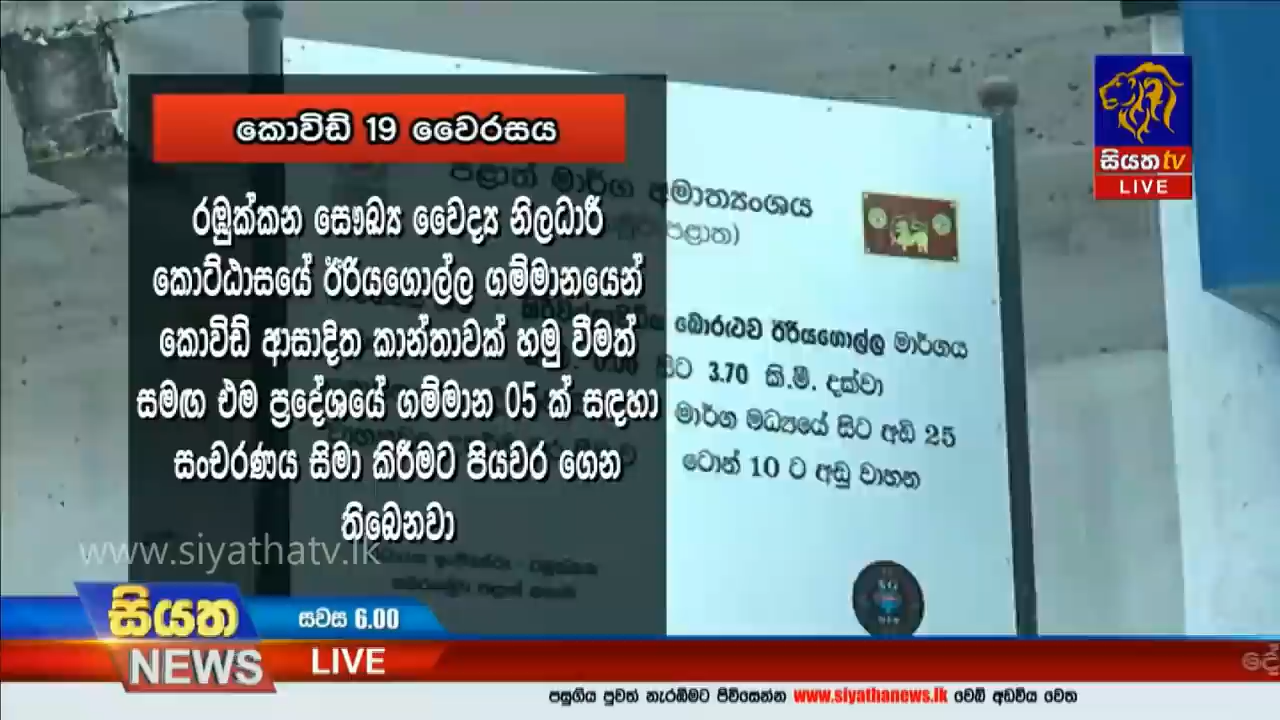 කොවිඩ් 19 වෛරසය
රඹුක්කන සෞඛ්‍ය වෛද්‍ය නිලධාරී
කොට්ඨාසයේ ඊරියගොල්ල ගම්මානයෙන්
කොවිඩ් ආසාදිත කාන්තාවක් හමු වීමත්
සමඟ එම ප්‍රදේශයේ ගම්මාන 05 ක් සඳහා
සංචරණය සිමා කිරීමට පියවර ගෙන
තිබෙනවා
පළාත් මාර්ග අමාත්‍යංශය
පළාත)
බොරළුව ඊරියගොල්ල මාර්ගය
සිට 3.70 කි.මී. දක්වා
මාර්ග මධ්‍යයේ සිට අඩි 25
ටොන් 10 ට අඩු වාහන
සියත tv
LIVE
www.siyathatv.lk
සියත
NEWS
සවස 6.00
LIVE
පසුගිය පුවත් නැරඹීමට පිවිසෙන්න www.siyathanews.lk වෙබ් අඩවිය වෙත